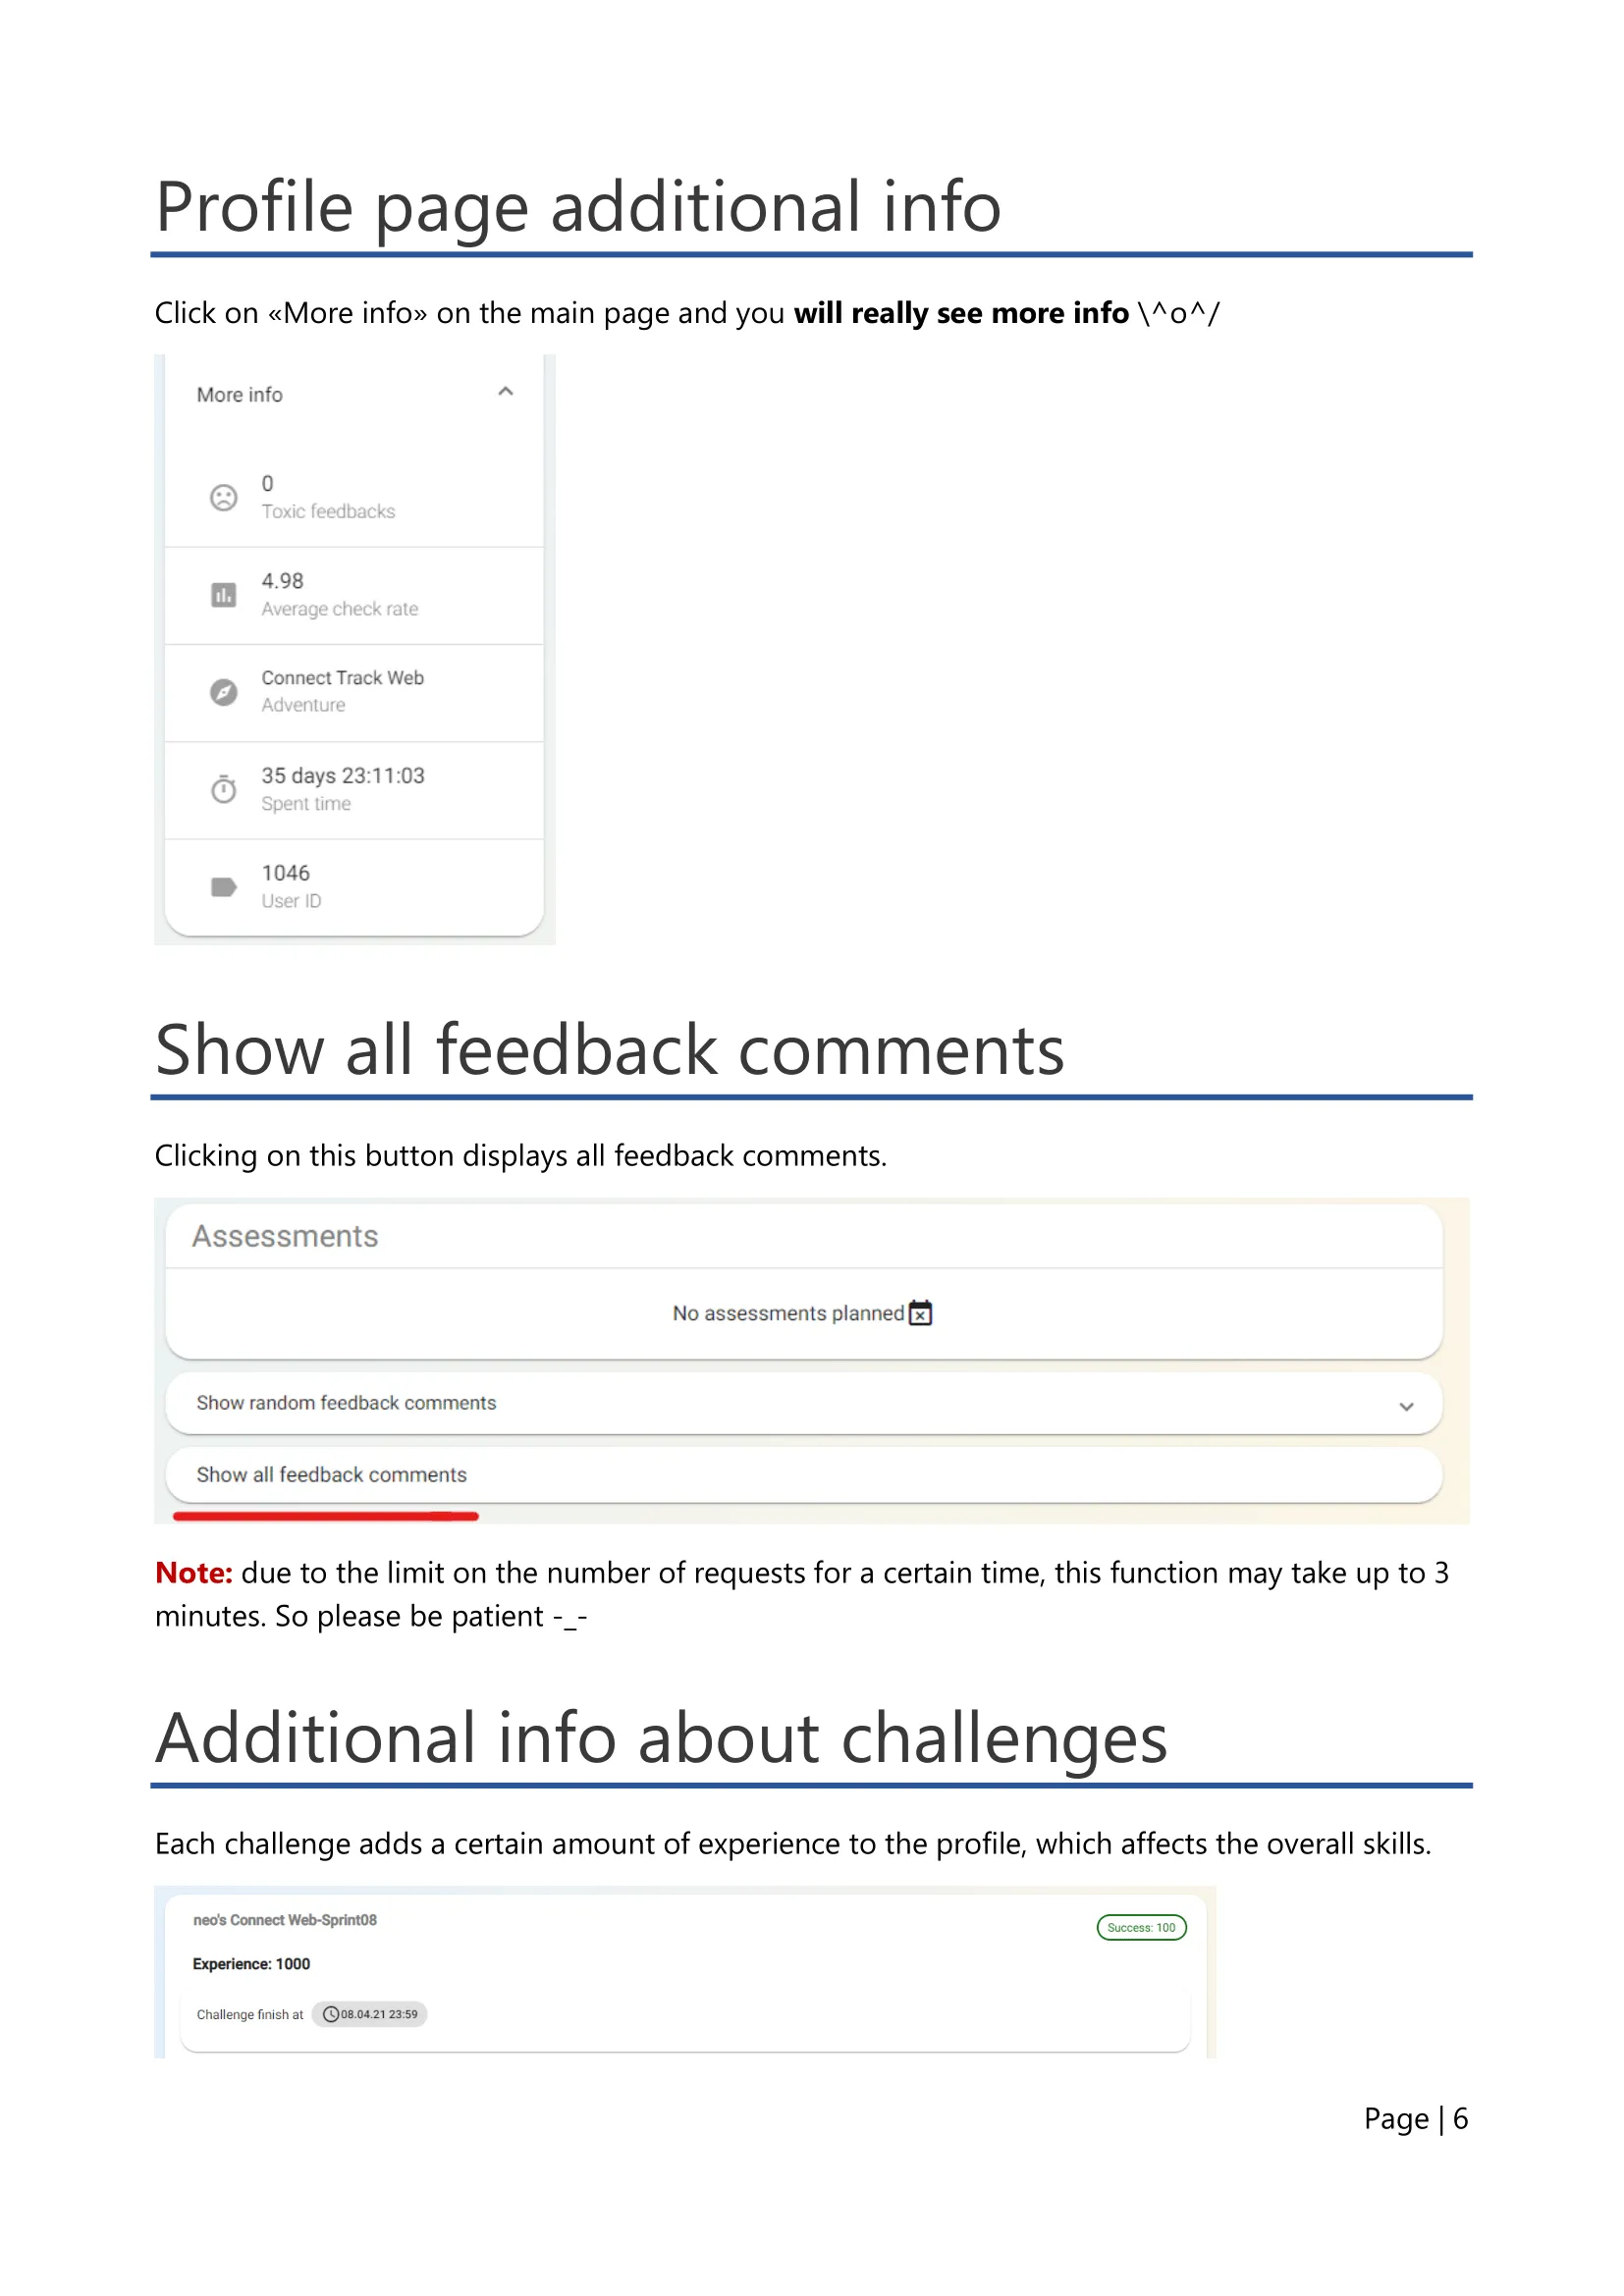 Profile page additional info
Click on «More info» on the main page and you will really see more info \^o^/
More info
0
Toxic feedbacks
4.98
Average check rate
Connect Track Web
Adventure
35 days 23:11:03
Spent time
1046
User ID
Show all feedback comments
Clicking on this button displays all feedback comments.
Assessments
No assessments planned
Show random feedback comments
Show all feedback comments
Note: due to the limit on the number of requests for a certain time, this function may take up to 3
minutes. So please be patient -_-
Additional info about challenges
Each challenge adds a certain amount of experience to the profile, which affects the overall skills.
neo's Connect Web-Sprint08
Success: 100
Experience: 1000
Challenge finish at 08.04.21 23:59
Page | 6